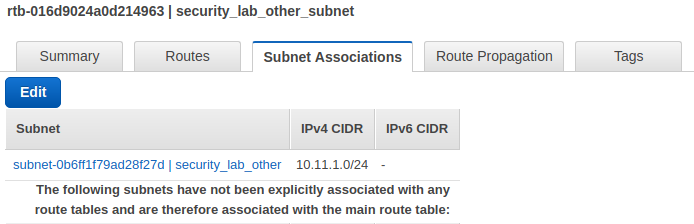 rtb-016d9024a0d214963 | security_lab_other_subnet
Summary Routes Subnet Associations Route Propagation Tags
Edit
Subnet IPv4 CIDR IPv6 CIDR
subnet-0b6ff1f79ad28f27d | security_lab_other 10.11.1.0/24 -
The following subnets have not been explicitly associated with any
route tables and are therefore associated with the main route table: